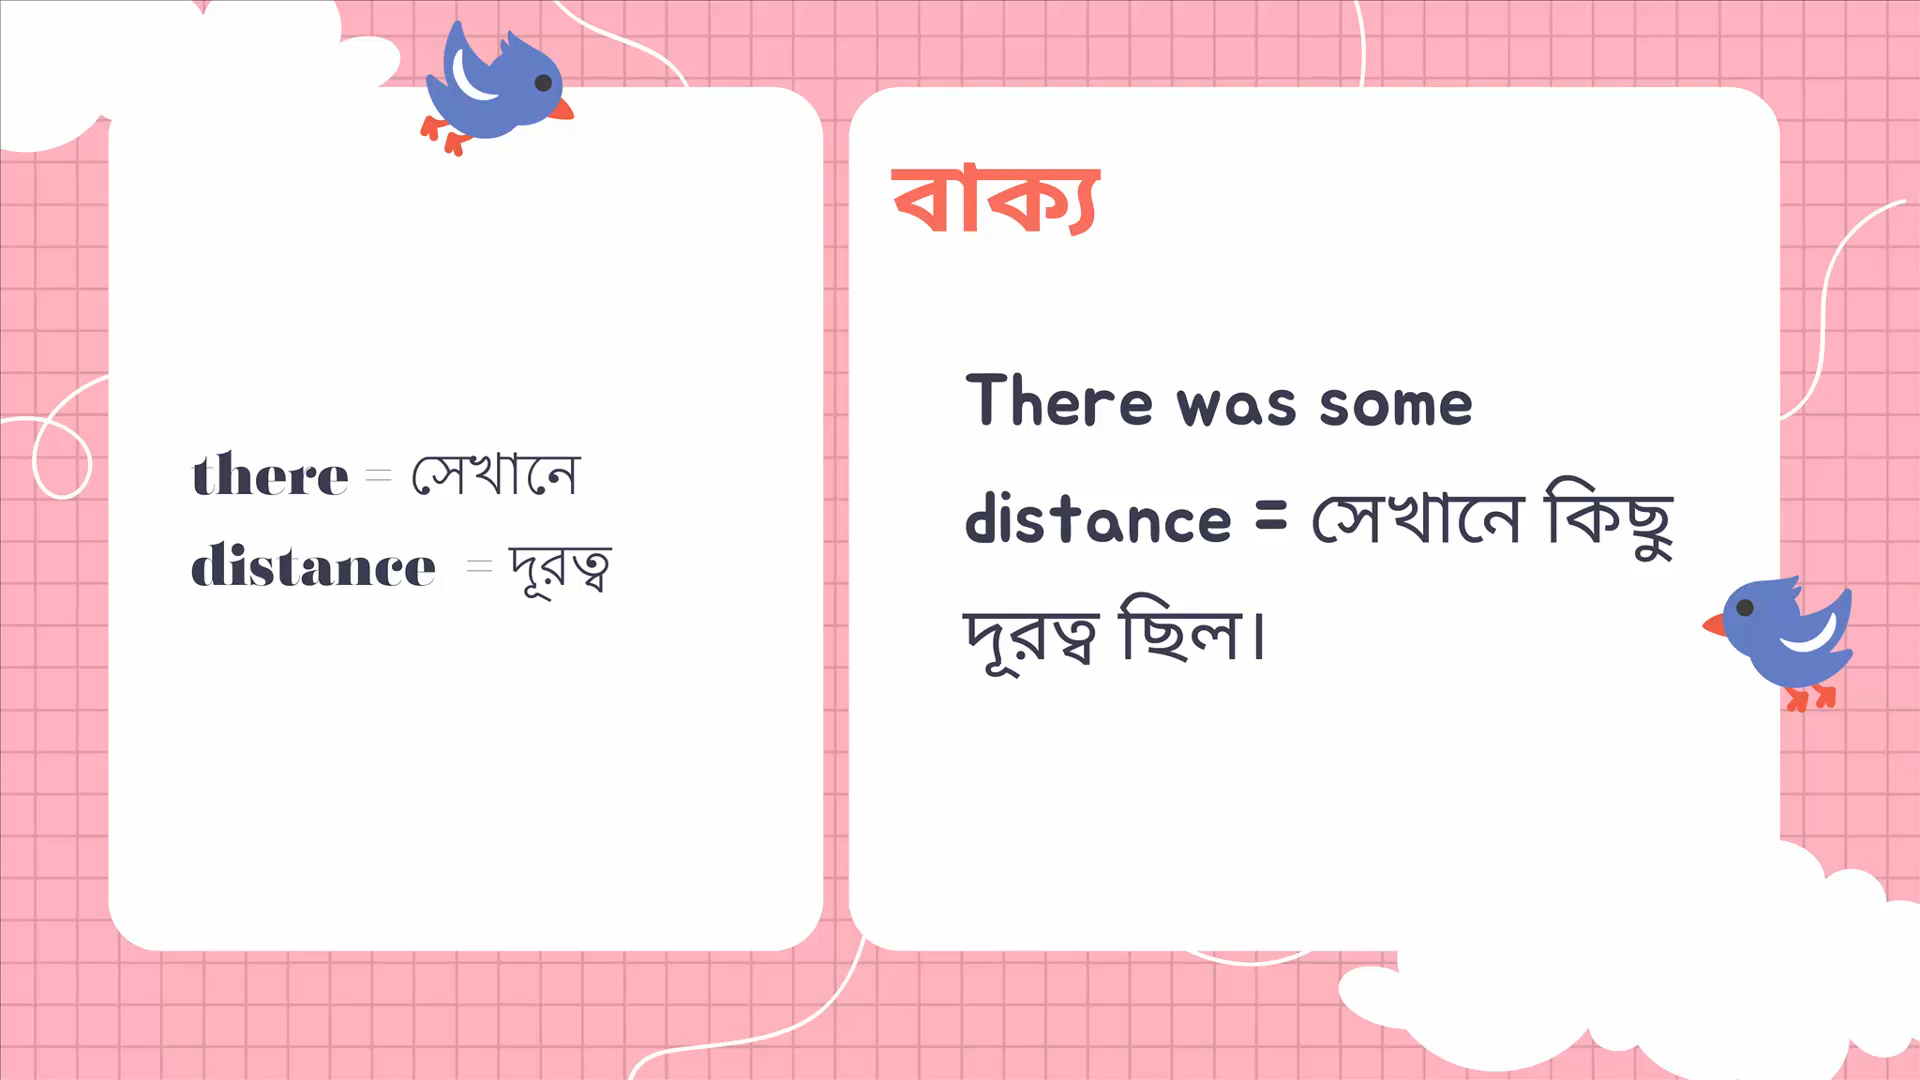 there = সেখানে
distance = দূরত্ব
বাক্য
There was some
distance = সেখানে কিছু
দূরত্ব ছিল।